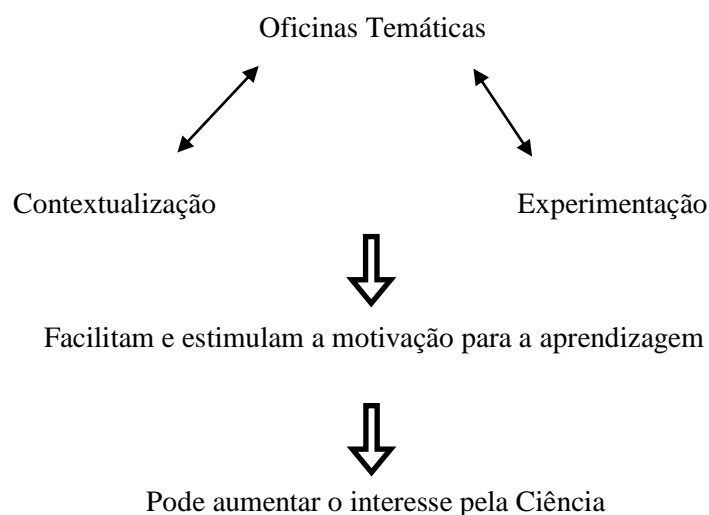 Oficinas Temáticas
Contextualização
Experimentação
Facilitam e estimulam a motivação para a aprendizagem
Pode aumentar o interesse pela Ciência